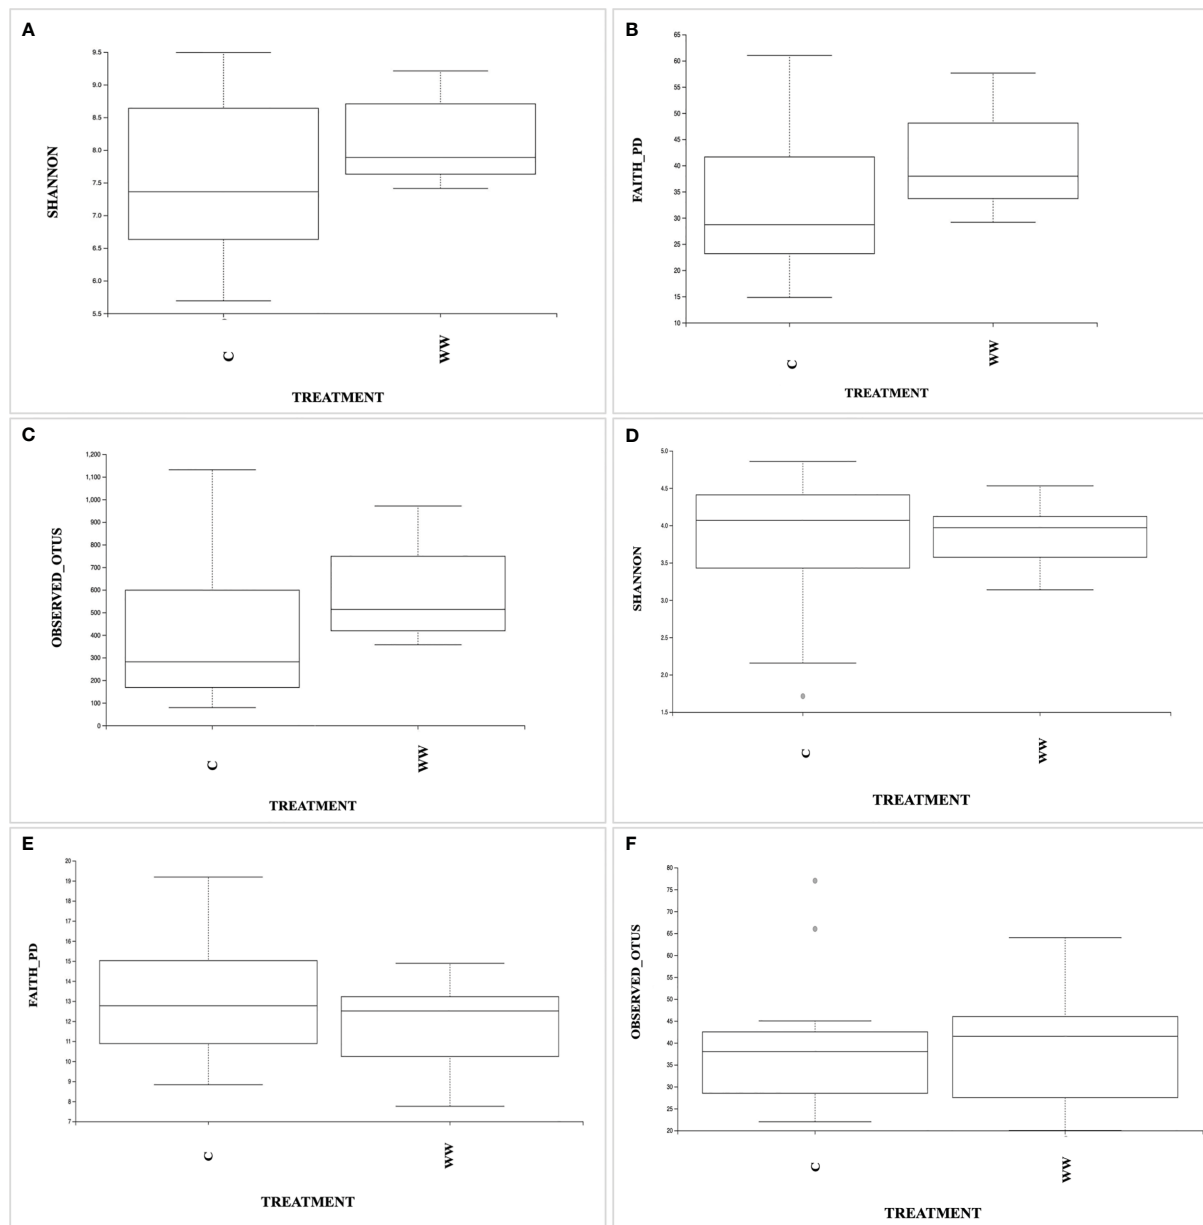 A
SHANNON
9.5
9.0
8.5
8.0
7.5
7.0
6.5
6.0
5.5
C
WW
TREATMENT
B
FAITH_PD
65
60
55
50
45
40
35
30
25
20
15
10
C
WW
TREATMENT
C
OBSERVED_OTUS
1,200
1,100
1,000
900
800
700
600
500
400
300
200
100
0
C
WW
TREATMENT
D
SHANNON
5.0
4.5
4.0
3.5
3.0
2.5
2.0
1.5
C
WW
TREATMENT
E
FAITH_PD
20
19
18
17
16
15
14
13
12
11
10
9
8
7
C
WW
TREATMENT
F
OBSERVED_OTUS
80
75
70
65
60
55
50
45
40
35
30
25
20
C
WW
TREATMENT